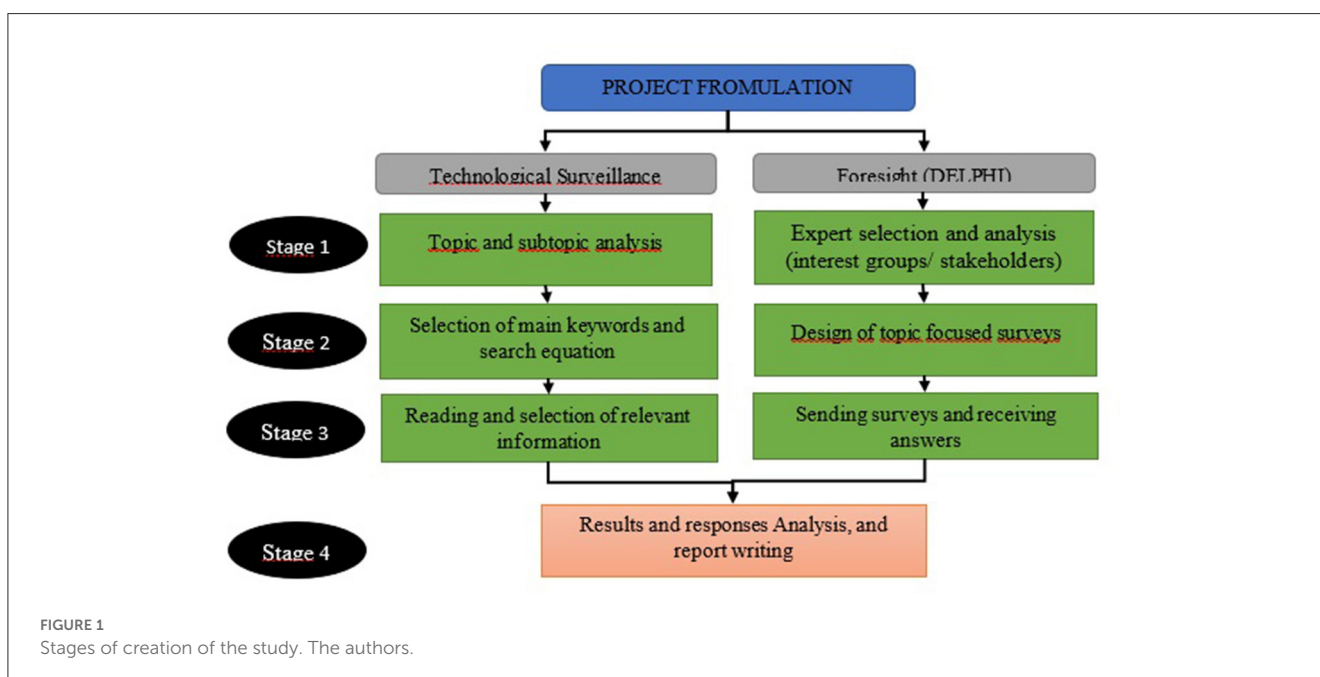 PROJECT FROMULATION
Technological Surveillance
Foresight (DELPHI)
Stage 1
Topic and subtopic analysis
Expert selection and analysis
(interest groups/ stakeholders)
Stage 2
Selection of main keywords and
search equation
Design of topic focused surveys
Stage 3
Reading and selection of relevant
information
Sending surveys and receiving
answers
Stage 4
Results and responses Analysis, and
report writing
FIGURE 1
Stages of creation of the study. The authors.